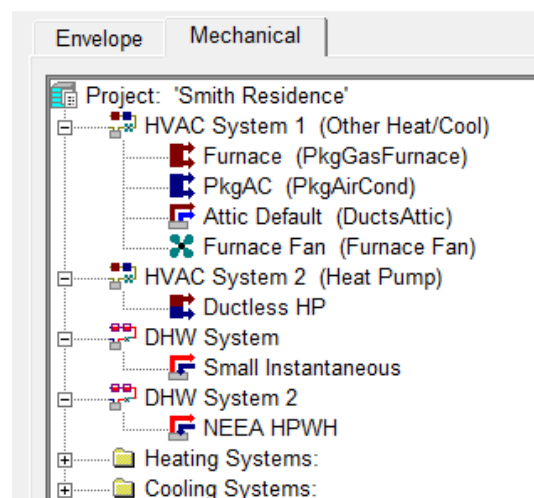 Envelope Mechanical
Project: 'Smith Residence'
HVAC System 1 (Other Heat/Cool)
Furnace (PkgGasFurnace)
PkgAC (PkgAirCond)
Attic Default (DuctsAttic)
Furnace Fan (Furnace Fan)
HVAC System 2 (Heat Pump)
Ductless HP
DHW System
Small Instantaneous
DHW System 2
NEEA HPWH
Heating Systems:
Cooling Systems: